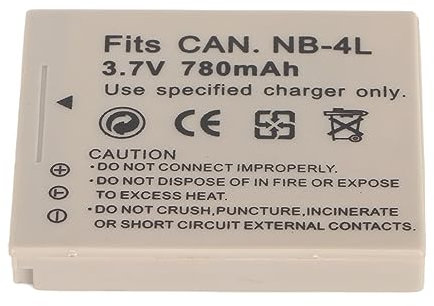 Fits CAN. NB-4L
3.7V 780mAh
Use specified charger only.
CE
CAUTION
·DO NOT CONNECT IMPROPERLY.
·DO NOT DISPOSE OF IN FIRE OR EXPOSE
TO EXCESS HEAT.
·DO NOT CRUSH,PUNCTURE,INCINERATE
OR SHORT CIRCUIT EXTERNAL CONTACTS.